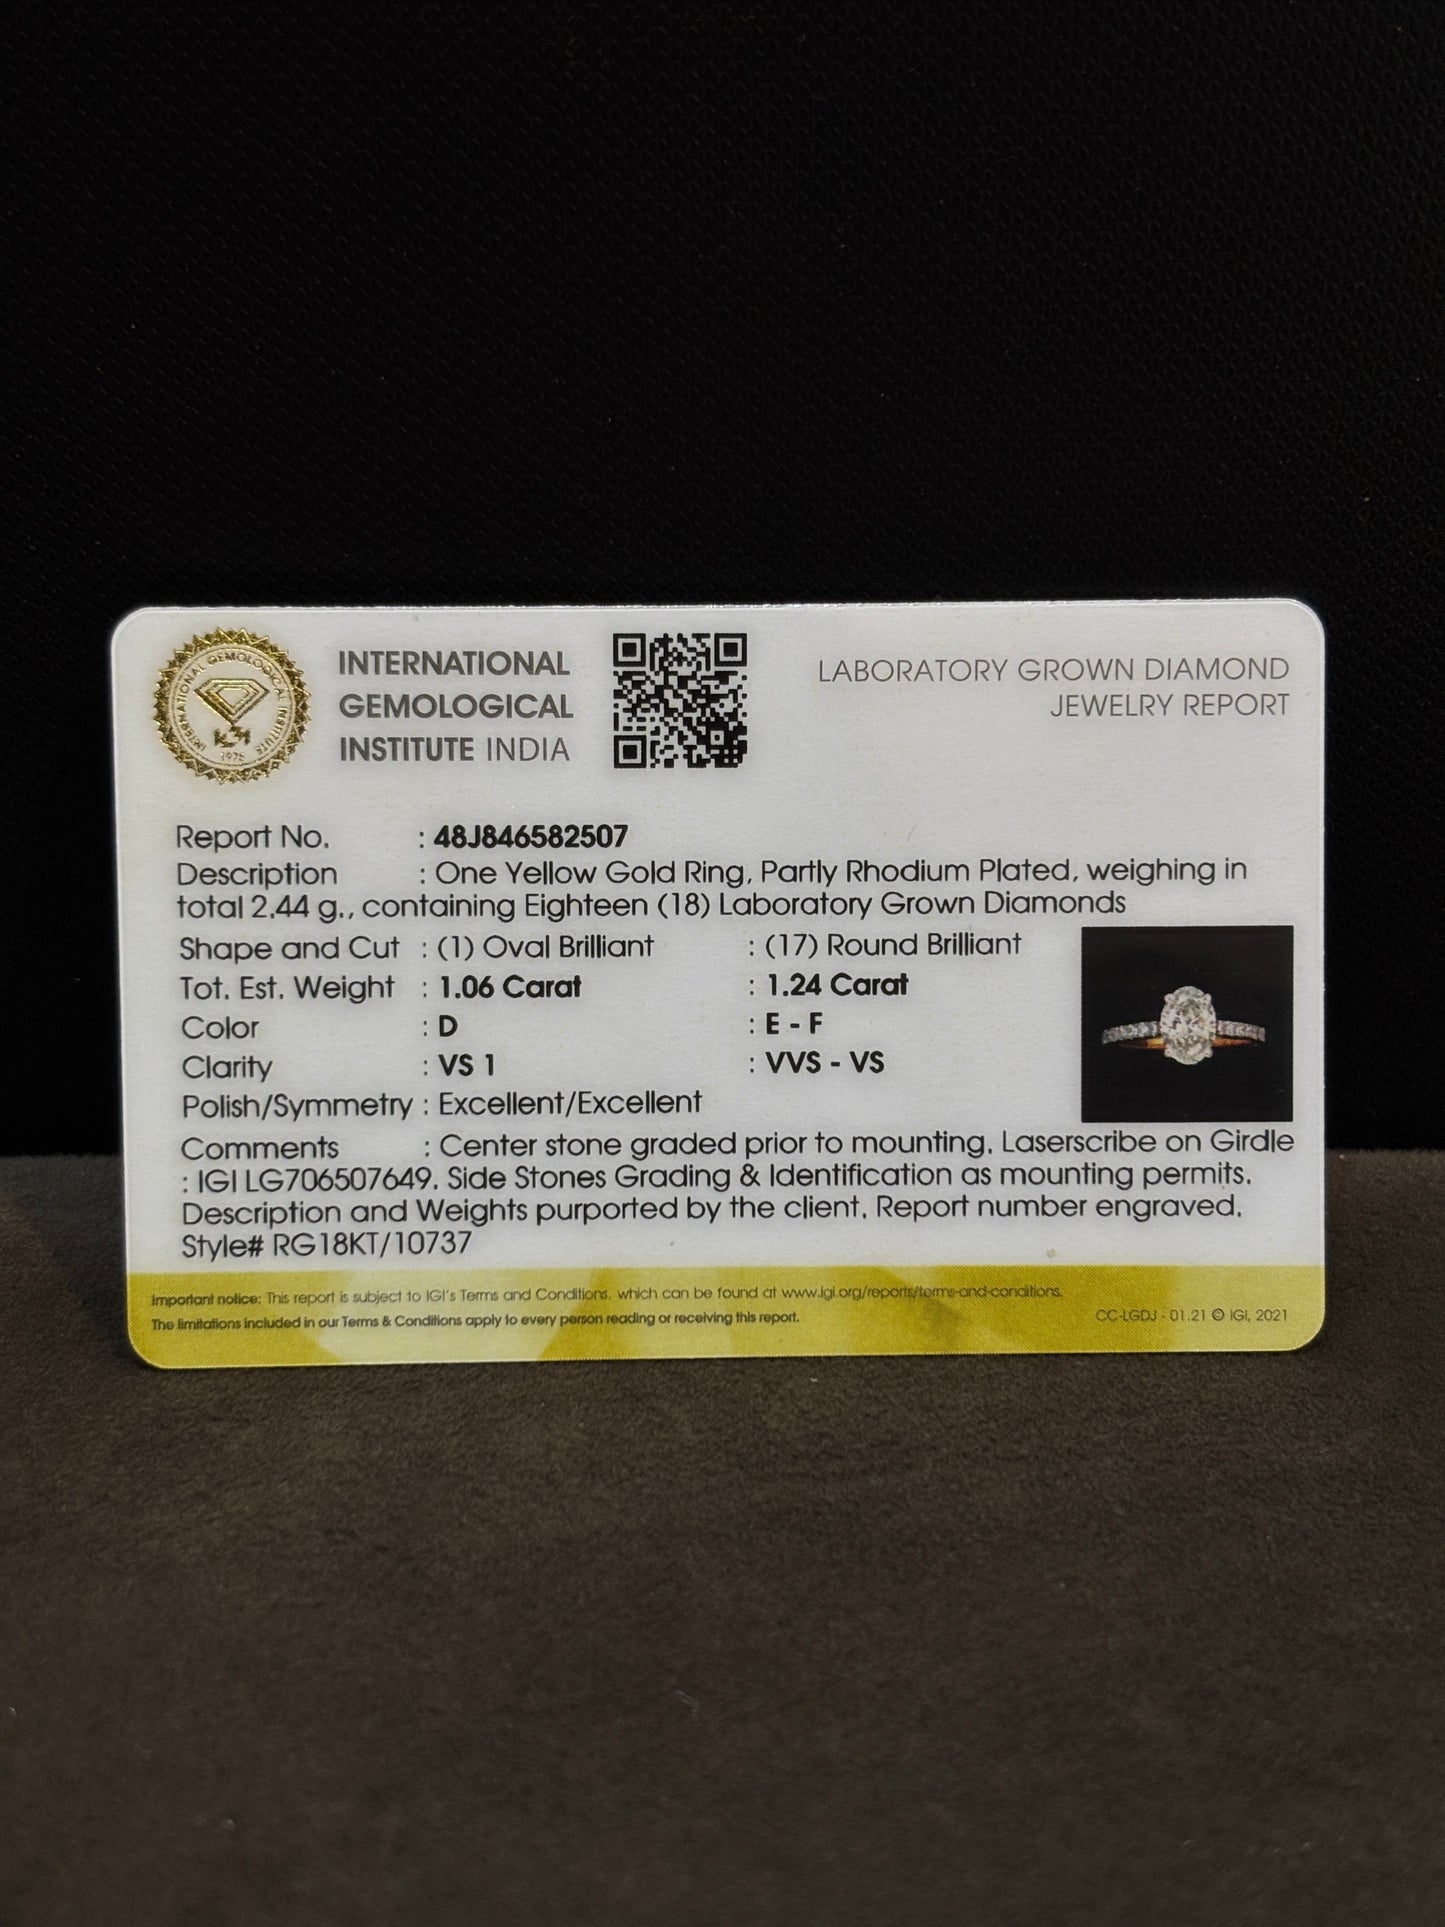 INTERNATIONAL GEMOLOGICAL INSTITUTE
1975
INTERNATIONAL
GEMOLOGICAL
INSTITUTE INDIA
LABORATORY GROWN DIAMOND
JEWELRY REPORT
Report No. : 48J846582507
Description : One Yellow Gold Ring, Partly Rhodium Plated, weighing in
total 2.44 g., containing Eighteen (18) Laboratory Grown Diamonds
Shape and Cut : (1) Oval Brilliant : (17) Round Brilliant
Tot. Est. Weight : 1.06 Carat : 1.24 Carat
Color : D : E - F
Clarity : VS 1 : VVS - VS
Polish/Symmetry : Excellent/Excellent
Comments : Center stone graded prior to mounting. Laserscribe on Girdle
: IGI LG706507649. Side Stones Grading & Identification as mounting permits.
Description and Weights purported by the client. Report number engraved.
Style# RG18KT/10737
Important notice: This report is subject to IGI's Terms and Conditions, which can be found at www.igi.org/reports/terms-and-conditions.
The limitations included in our Terms & Conditions apply to every person reading or receiving this report.
CC-LGDJ - 01.21 © IGI, 2021